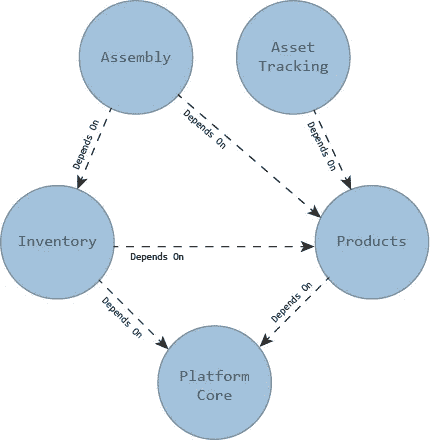 Assembly
Asset
Tracking
Depends On
Depends On
Depends On
Inventory
Products
Depends On
Depends On
Depends On
Platform
Core